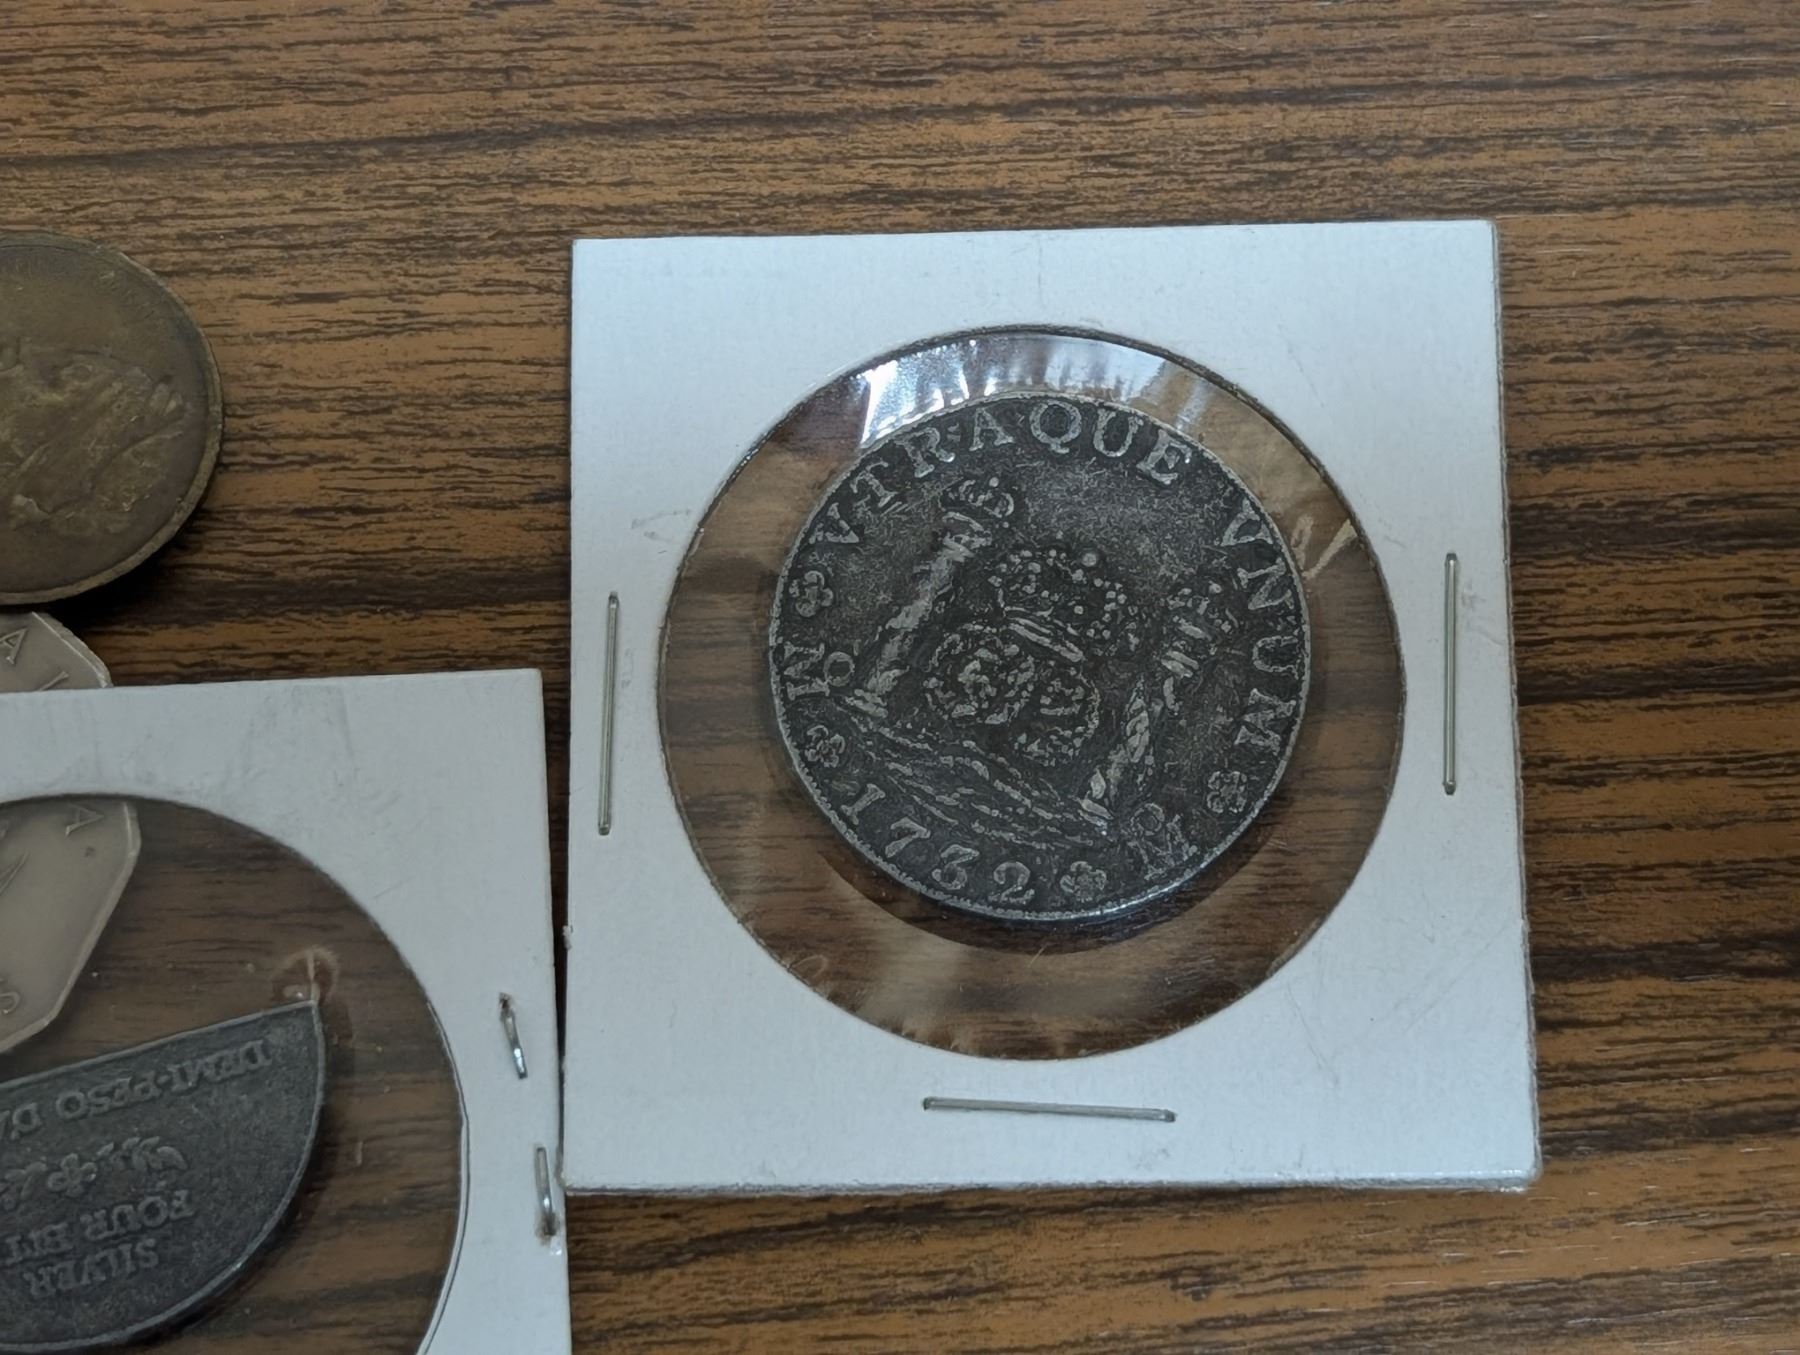 VTRAQUE VNUM
M
1732
M
DEMI-PESO
FOUR BIT
SILVER